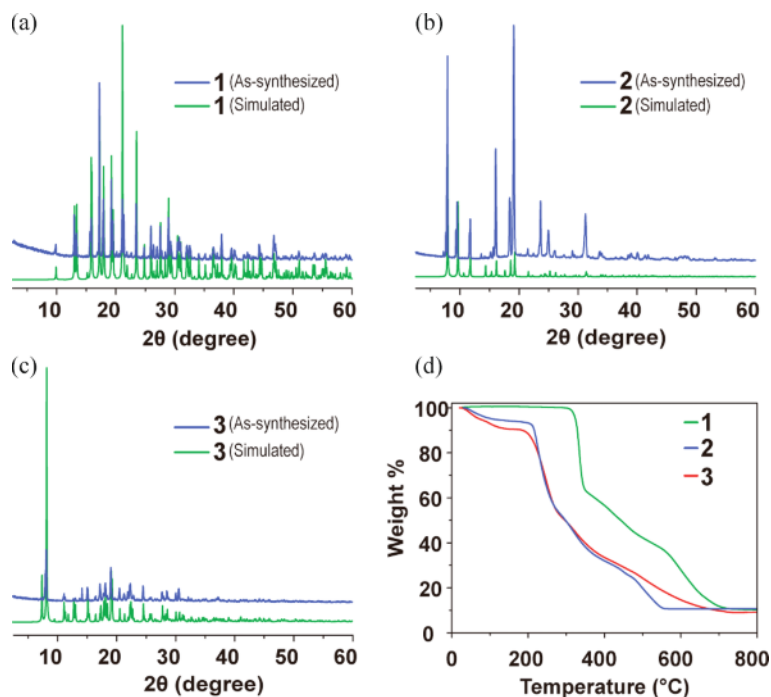 (a)
1 (As-synthesized)
1 (Simulated)
10 20 30 40 50 60
2θ (degree)
(b)
2 (As-synthesized)
2 (Simulated)
10 20 30 40 50 60
2θ (degree)
(c)
3 (As-synthesized)
3 (Simulated)
10 20 30 40 50 60
2θ (degree)
(d)
Weight %
100
80
60
40
20
0
1
2
3
0 200 400 600 800
Temperature (°C)